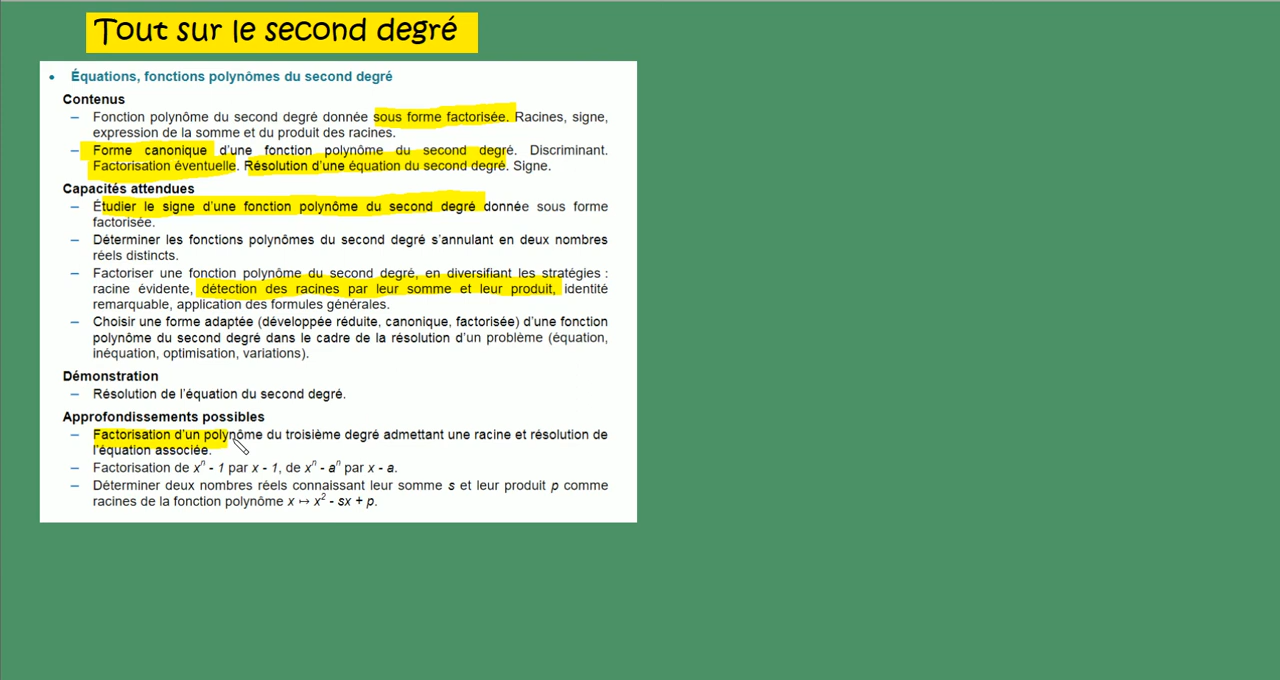 Tout sur le second degré
• Équations, fonctions polynômes du second degré
Contenus
– Fonction polynôme du second degré donnée sous forme factorisée. Racines, signe,
expression de la somme et du produit des racines.
– Forme canonique d’une fonction polynôme du second degré. Discriminant.
Factorisation éventuelle. Résolution d’une équation du second degré. Signe.
Capacités attendues
– Étudier le signe d’une fonction polynôme du second degré donnée sous forme
factorisée.
– Déterminer les fonctions polynômes du second degré s’annulant en deux nombres
réels distincts.
– Factoriser une fonction polynôme du second degré, en diversifiant les stratégies :
racine évidente, détection des racines par leur somme et leur produit, identité
remarquable, application des formules générales.
– Choisir une forme adaptée (développée réduite, canonique, factorisée) d’une fonction
polynôme du second degré dans le cadre de la résolution d’un problème (équation,
inéquation, optimisation, variations).
Démonstration
– Résolution de l’équation du second degré.
Approfondissements possibles
– Factorisation d’un polynôme du troisième degré admettant une racine et résolution de
l’équation associée.
– Factorisation de xⁿ - 1 par x - 1, de xⁿ - aⁿ par x - a.
– Déterminer deux nombres réels connaissant leur somme s et leur produit p comme
racines de la fonction polynôme x ↦ x² - sx + p.